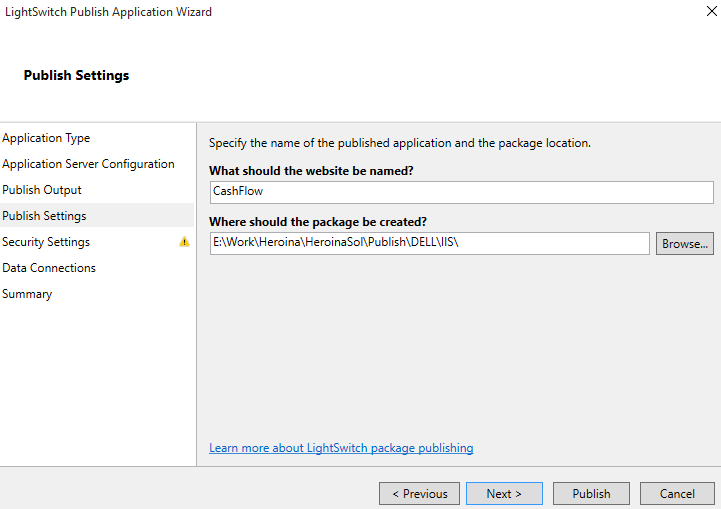 LightSwitch Publish Application Wizard
Publish Settings
Application Type
Application Server Configuration
Publish Output
Publish Settings
Security Settings
Data Connections
Summary
Specify the name of the published application and the package location.
What should the website be named?
CashFlow
Where should the package be created?
E:\Work\Heroina\HeroinaSol\Publish\DELL\IIS\
Browse...
Learn more about LightSwitch package publishing
< Previous
Next >
Publish
Cancel